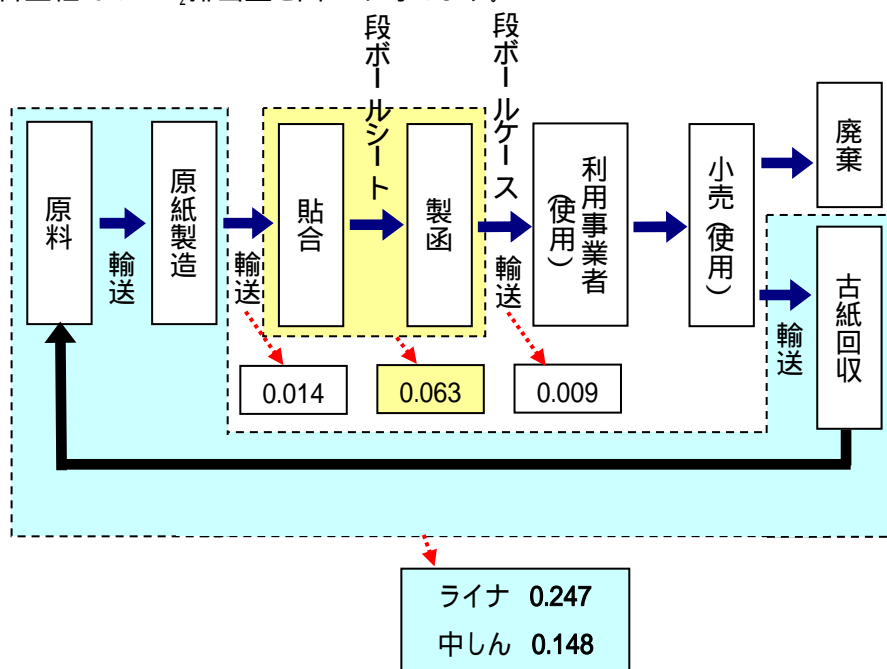 段ボールシート
段ボールケース
原料
輸送
原紙製造
輸送
貼合
製函
輸送
利用事業者
（使用）
小売（使用）
廃棄
輸送
古紙回収
0.014
0.063
0.009
ライナ 0.247
中しん 0.148